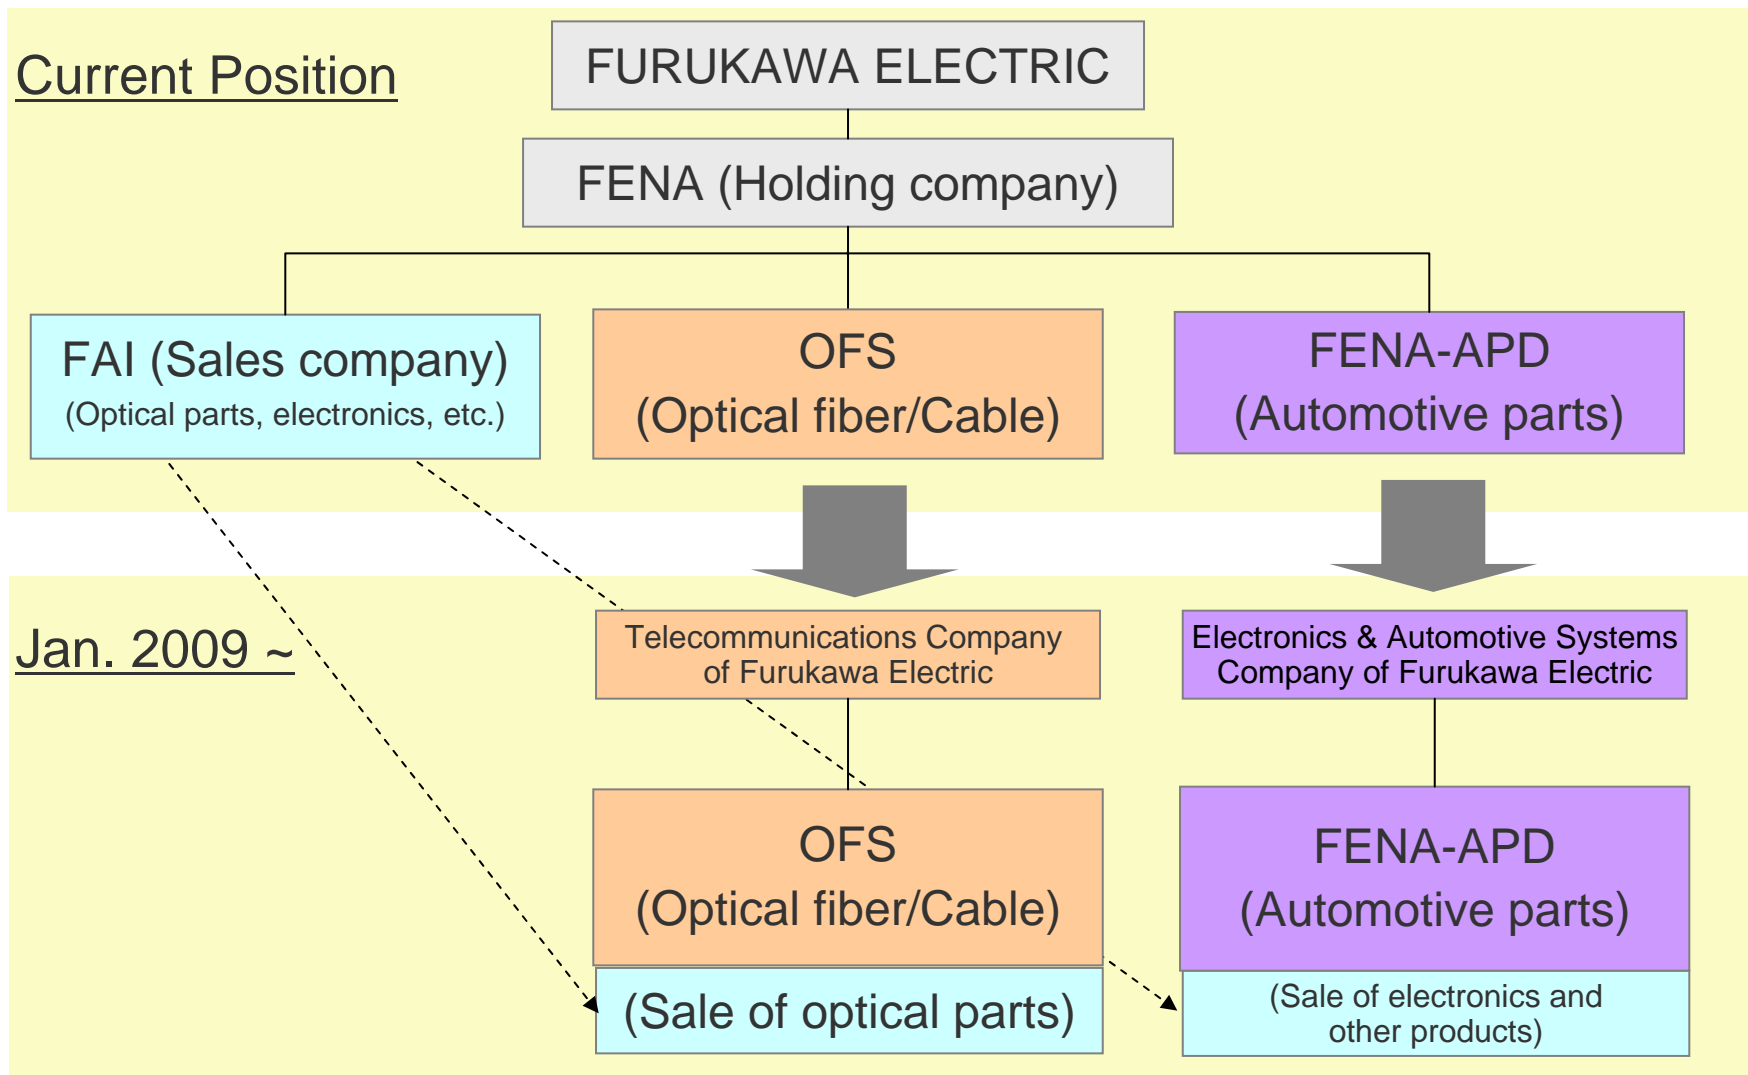 Current Position
FURUKAWA ELECTRIC
FENA (Holding company)
FAI (Sales company)
(Optical parts, electronics, etc.)
OFS
(Optical fiber/Cable)
FENA-APD
(Automotive parts)
Jan. 2009 ~
Telecommunications Company
of Furukawa Electric
Electronics & Automotive Systems
Company of Furukawa Electric
OFS
(Optical fiber/Cable)
(Sale of optical parts)
FENA-APD
(Automotive parts)
(Sale of electronics and
other products)